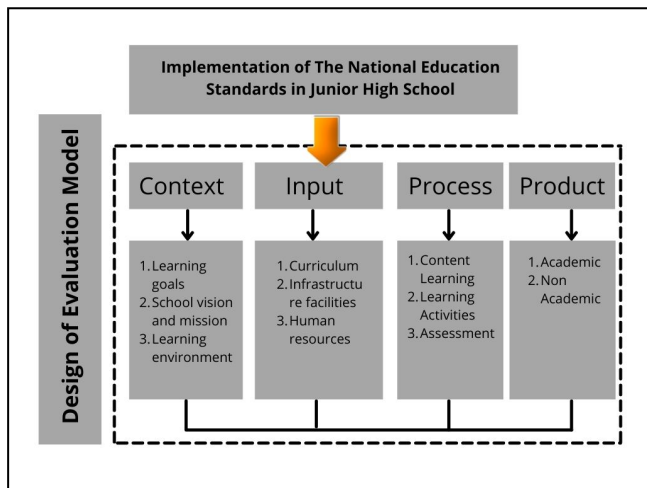 Implementation of The National Education
Standards in Junior High School
Design of Evaluation Model
Context
Input
Process
Product
1. Learning
goals
2. School vision
and mission
3. Learning
environment
1. Curriculum
2. Infrastructu
re facilities
3. Human
resources
1. Content
Learning
2. Learning
Activities
3. Assessment
1. Academic
2. Non
Academic